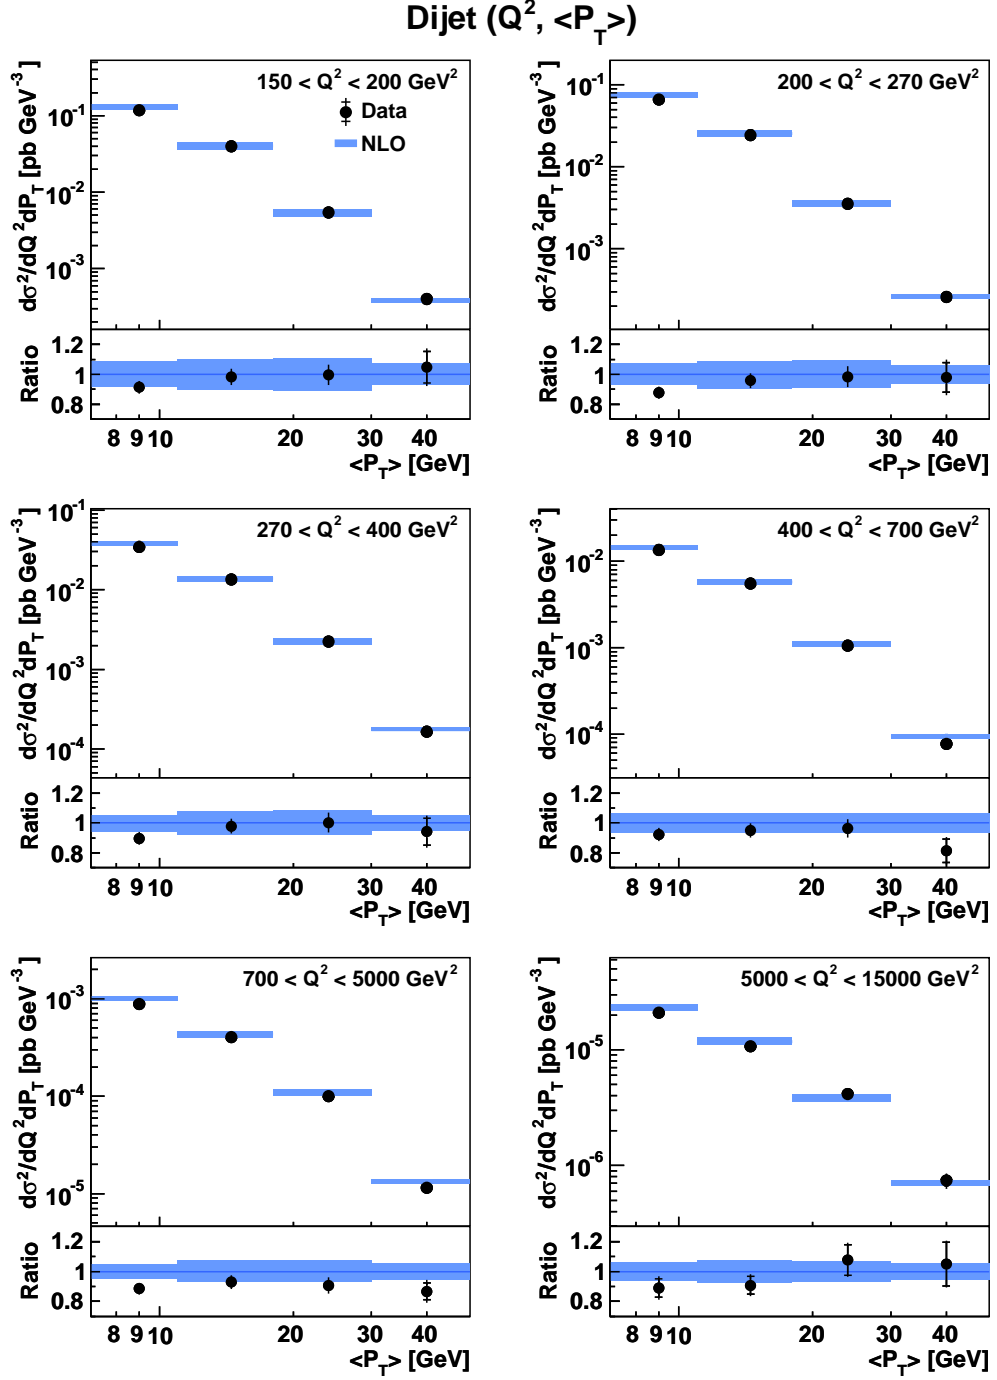 Dijet (Q², <P_T>)
150 < Q² < 200 GeV²
Data
NLO
dσ²/dQ²dP_T [pb GeV⁻³]
10⁻¹
10⁻²
10⁻³
Ratio
1.2
1
0.8
8 9 10 20 30 40
<P_T> [GeV]
200 < Q² < 270 GeV²
dσ²/dQ²dP_T [pb GeV⁻³]
10⁻¹
10⁻²
10⁻³
Ratio
1.2
1
0.8
8 9 10 20 30 40
<P_T> [GeV]
270 < Q² < 400 GeV²
dσ²/dQ²dP_T [pb GeV⁻³]
10⁻¹
10⁻²
10⁻³
10⁻⁴
Ratio
1.2
1
0.8
8 9 10 20 30 40
<P_T> [GeV]
400 < Q² < 700 GeV²
dσ²/dQ²dP_T [pb GeV⁻³]
10⁻²
10⁻³
10⁻⁴
Ratio
1.2
1
0.8
8 9 10 20 30 40
<P_T> [GeV]
700 < Q² < 5000 GeV²
dσ²/dQ²dP_T [pb GeV⁻³]
10⁻³
10⁻⁴
10⁻⁵
Ratio
1.2
1
0.8
8 9 10 20 30 40
<P_T> [GeV]
5000 < Q² < 15000 GeV²
dσ²/dQ²dP_T [pb GeV⁻³]
10⁻⁵
10⁻⁶
Ratio
1.2
1
0.8
8 9 10 20 30 40
<P_T> [GeV]